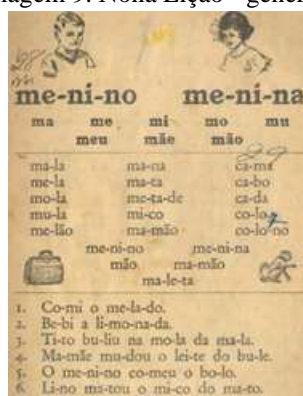 9. Nona Lição
me-ni-no me-ni-na
ma me mi mo mu
meu mãe mão
ma-la ma-na ca-ma
me-la ma-ta ca-bo
mo-la me-ta-de ca-da
mu-la mi-co co-lo
me-lão ma-mão co-lo-no
me-ni-no me-ni-na
mão ma-mão
ma-le-ta
1. Co-mi o me-la-do.
2. Be-bi a li-mo-na-da.
3. Ti-to bu-liu na mo-la da ma-la.
4. Ma-mãe mu-dou o lei-te do bu-le.
5. O me-ni-no co-meu o bo-lo.
6. Li-no ma-tou o mi-co do ma-to.